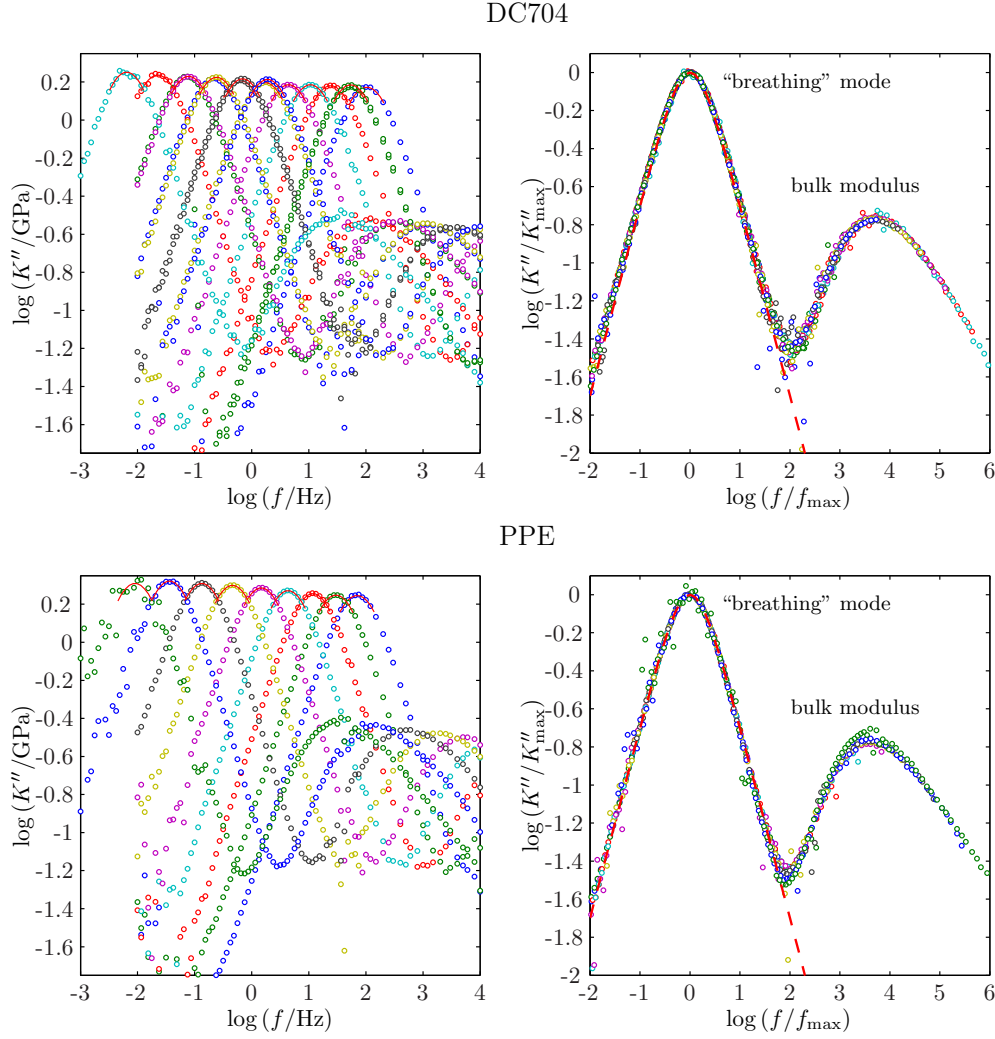 DC704
log (K′′/GPa)
0.2
0
-0.2
-0.4
-0.6
-0.8
-1
-1.2
-1.4
-1.6
-3 -2 -1 0 1 2 3 4
log (f/Hz)
log (K′′/K′′max)
0
-0.2
-0.4
-0.6
-0.8
-1
-1.2
-1.4
-1.6
-1.8
-2
“breathing” mode
bulk modulus
-2 -1 0 1 2 3 4 5 6
log (f/fmax)
PPE
log (K′′/GPa)
0.2
0
-0.2
-0.4
-0.6
-0.8
-1
-1.2
-1.4
-1.6
-3 -2 -1 0 1 2 3 4
log (f/Hz)
log (K′′/K′′max)
0
-0.2
-0.4
-0.6
-0.8
-1
-1.2
-1.4
-1.6
-1.8
-2
“breathing” mode
bulk modulus
-2 -1 0 1 2 3 4 5 6
log (f/fmax)